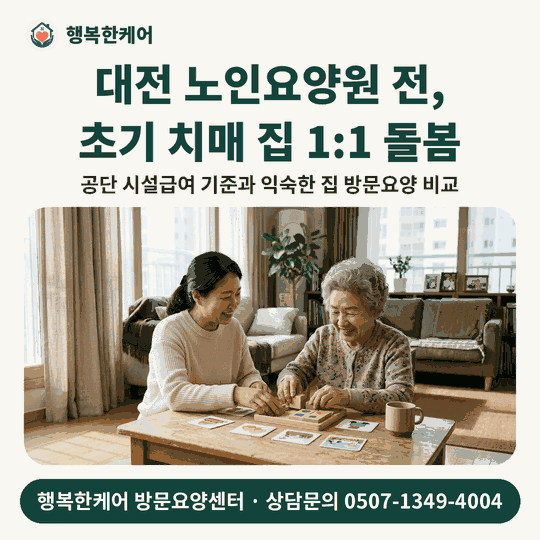 행복한케어
대전 노인요양원 전,
초기 치매 집 1:1 돌봄
공단 시설급여 기준과 익숙한 집 방문요양 비교
행복한케어 방문요양센터 · 상담문의 0507-1349-4004